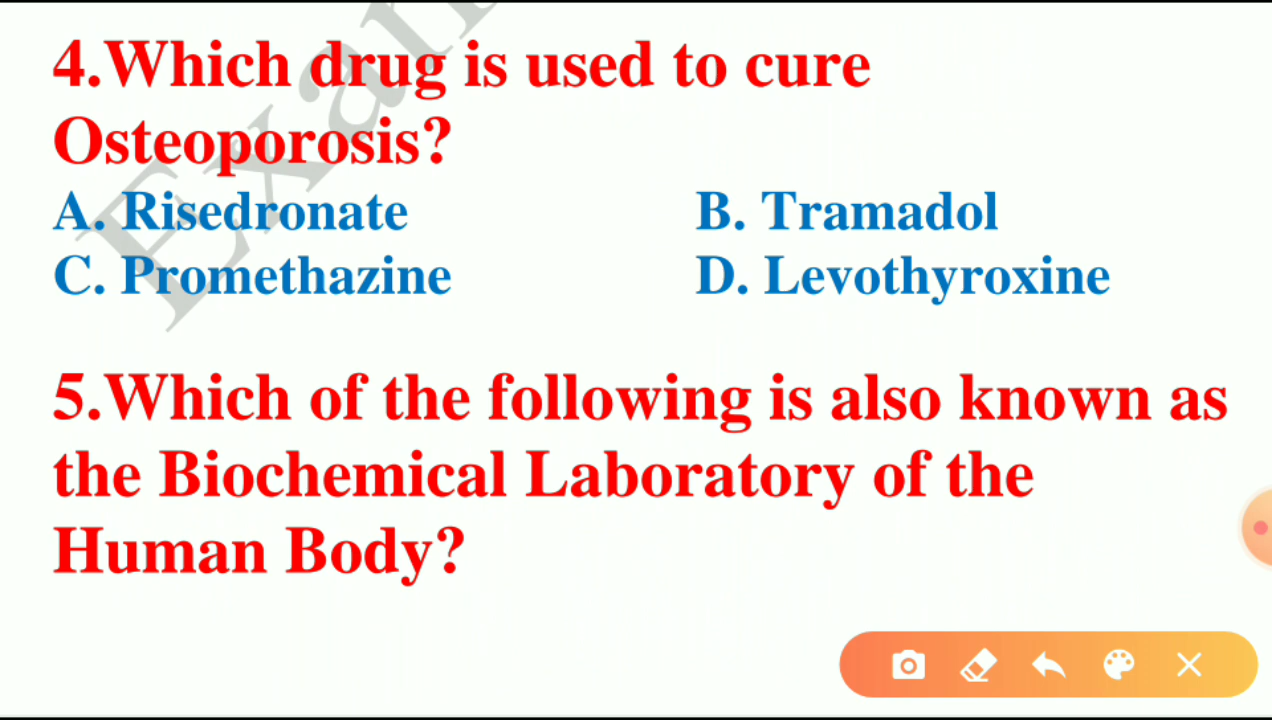 4.Which drug is used to cure
Osteoporosis?
A. Risedronate B. Tramadol
C. Promethazine D. Levothyroxine
5.Which of the following is also known as
the Biochemical Laboratory of the
Human Body?
Exam